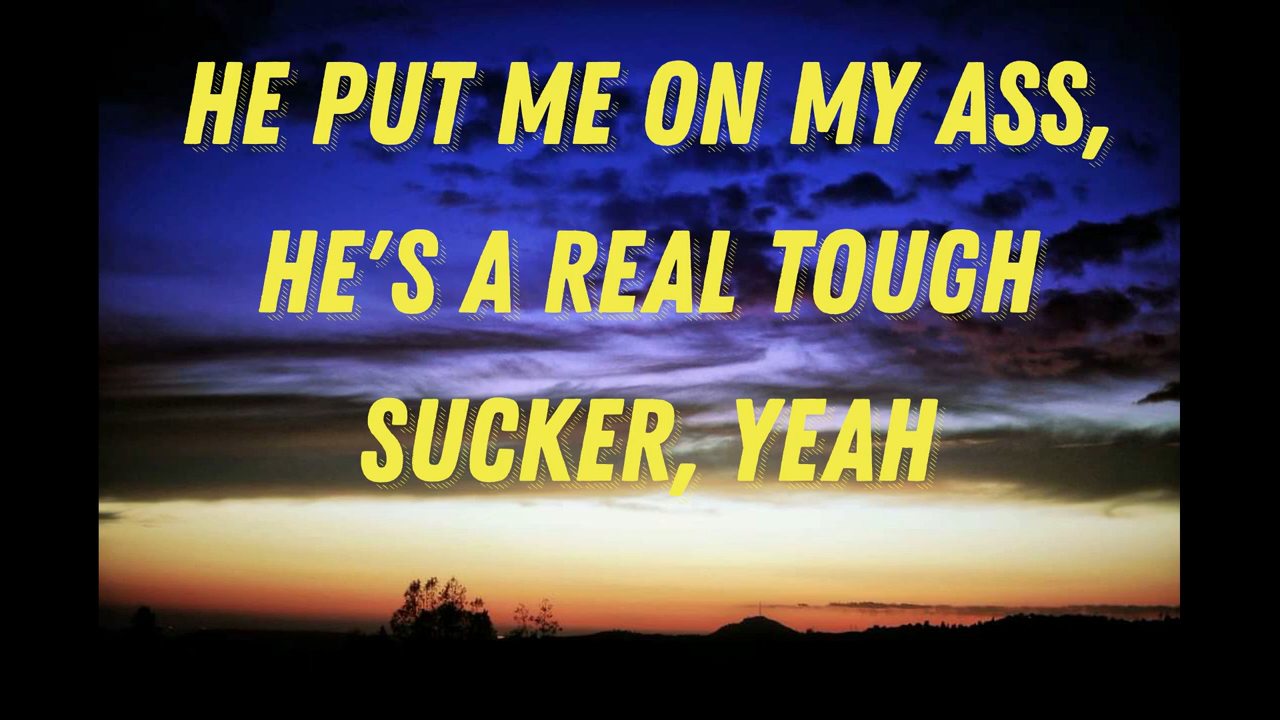 HE PUT ME ON MY ASS,
HE'S A REAL TOUGH
SUCKER, YEAH